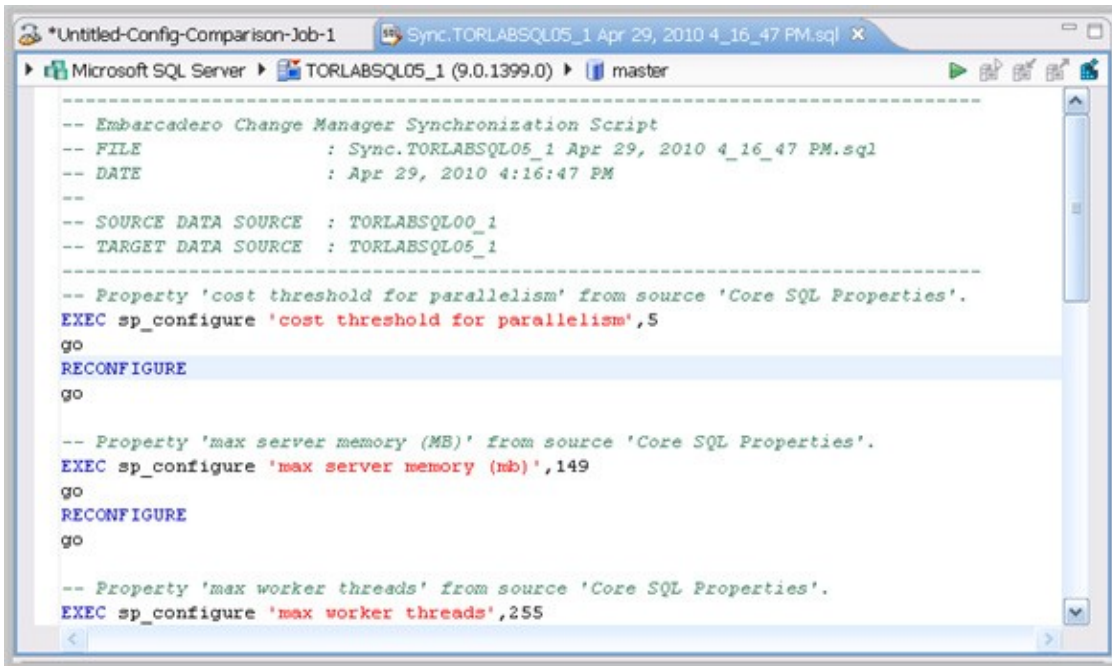 *Untitled-Config-Comparison-Job-1 Sync.TORLABSQL05_1 Apr 29, 2010 4_16_47 PM.sql
Microsoft SQL Server TORLABSQL05_1 (9.0.1399.0) master
--------------------------------------------------------------------------------
-- Embarcadero Change Manager Synchronization Script
-- FILE : Sync.TORLABSQL05_1 Apr 29, 2010 4_16_47 PM.sql
-- DATE : Apr 29, 2010 4:16:47 PM
--
-- SOURCE DATA SOURCE : TORLABSQL00_1
-- TARGET DATA SOURCE : TORLABSQL05_1
--------------------------------------------------------------------------------
-- Property 'cost threshold for parallelism' from source 'Core SQL Properties'.
EXEC sp_configure 'cost threshold for parallelism',5
go
RECONFIGURE
go
-- Property 'max server memory (MB)' from source 'Core SQL Properties'.
EXEC sp_configure 'max server memory (mb)',149
go
RECONFIGURE
go
-- Property 'max worker threads' from source 'Core SQL Properties'.
EXEC sp_configure 'max worker threads',255